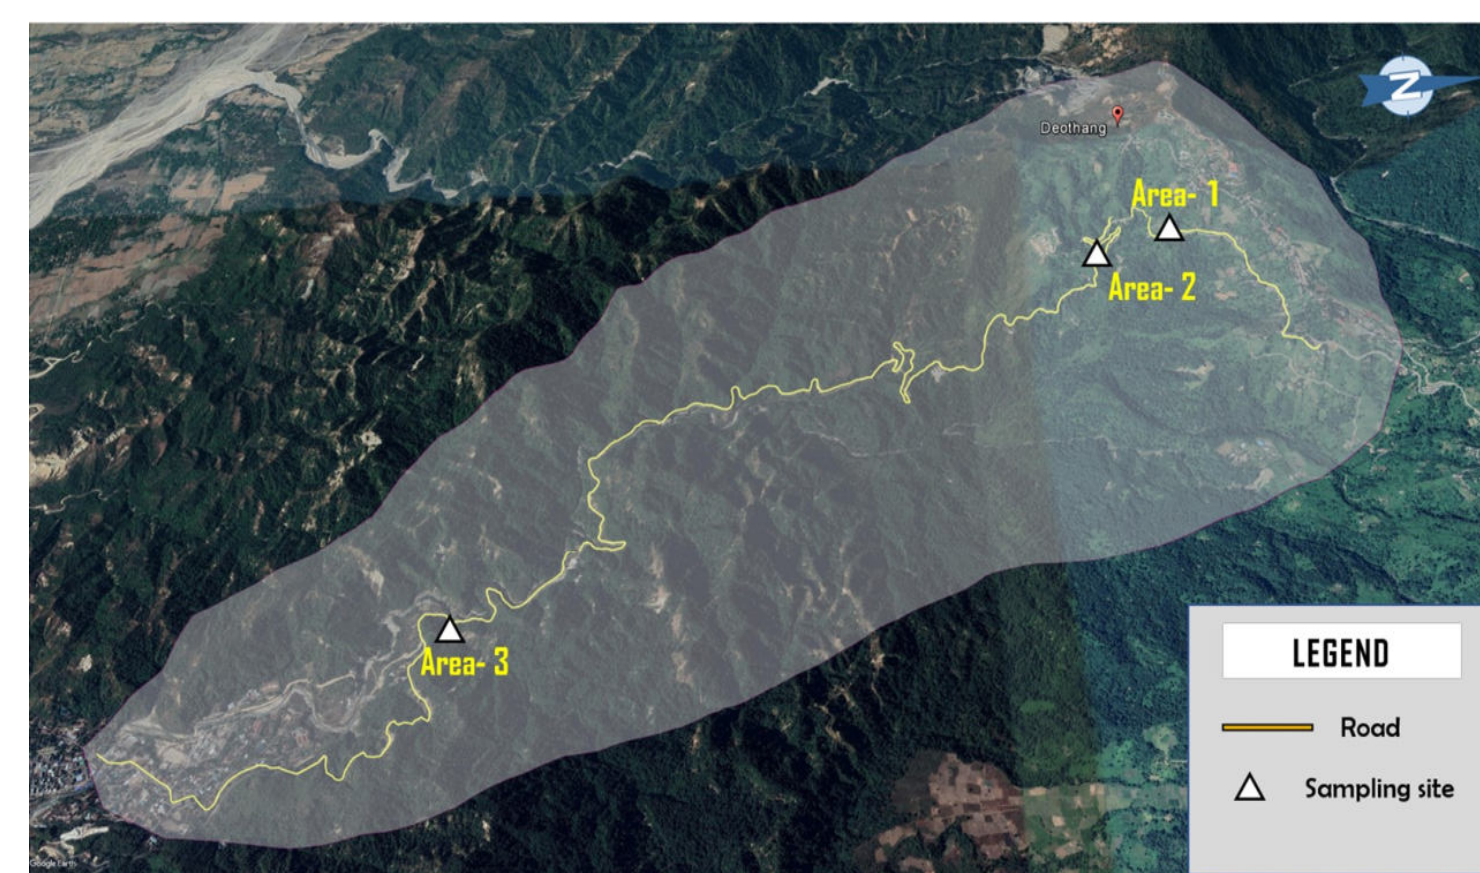 N
Deothang
Area- 1
Area- 2
Area- 3
LEGEND
Road
Sampling site
Google Earth